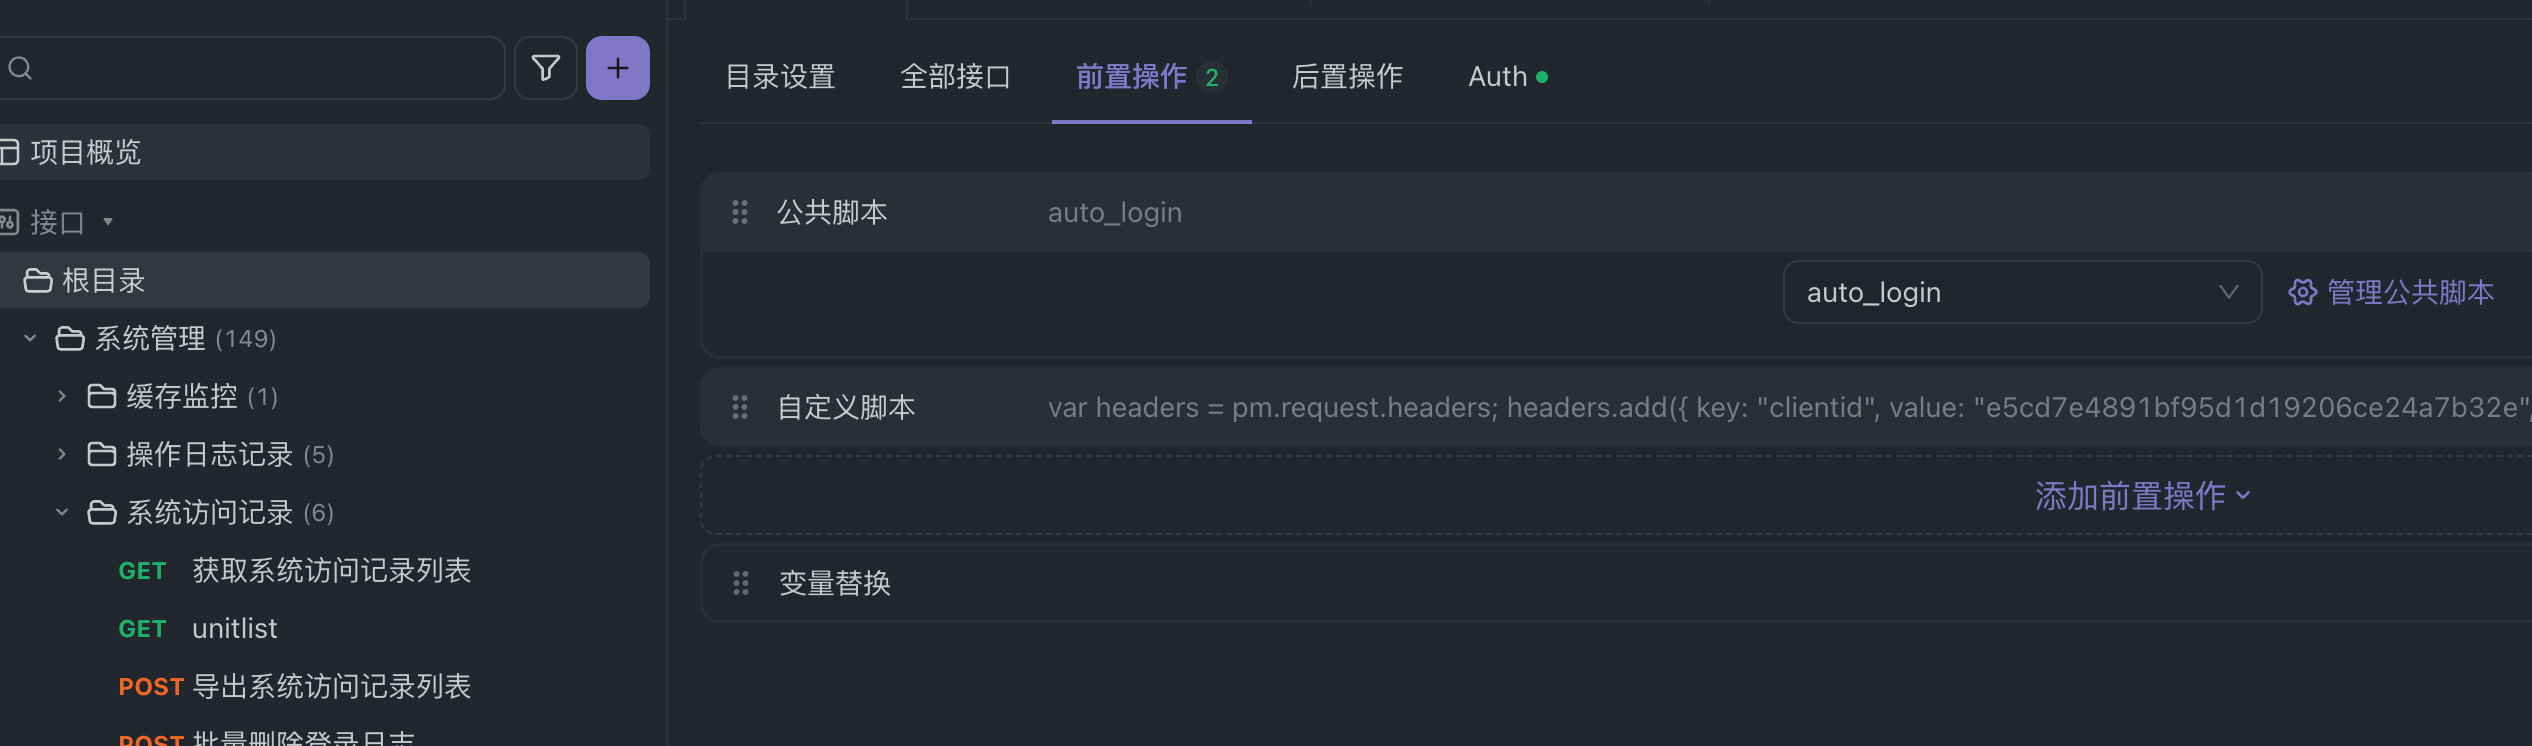 项目概览
接口
根目录
系统管理 (149)
缓存监控 (1)
操作日志记录 (5)
系统访问记录 (6)
GET 获取系统访问记录列表
GET unitlist
POST 导出系统访问记录列表
POST 批量删除登录日志
目录设置 全部接口 前置操作 2 后置操作 Auth
公共脚本 auto_login
auto_login 管理公共脚本
自定义脚本 var headers = pm.request.headers; headers.add({ key: "clientid", value: "e5cd7e4891bf95d1d19206ce24a7b32e",
添加前置操作
变量替换